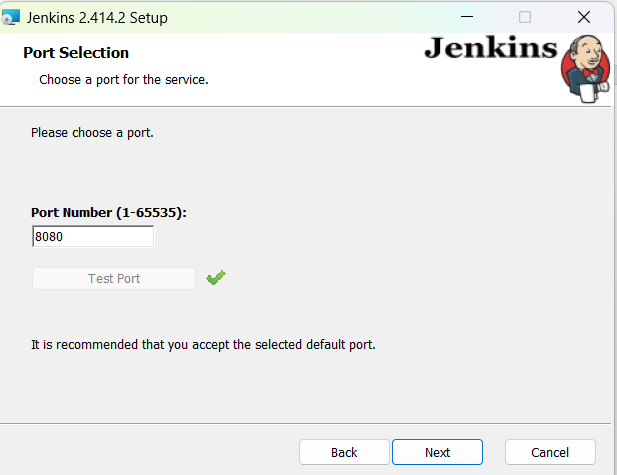 Jenkins 2.414.2 Setup
Port Selection
Jenkins
Choose a port for the service.
Please choose a port.
Port Number (1-65535):
8080
Test Port
It is recommended that you accept the selected default port.
Back
Next
Cancel